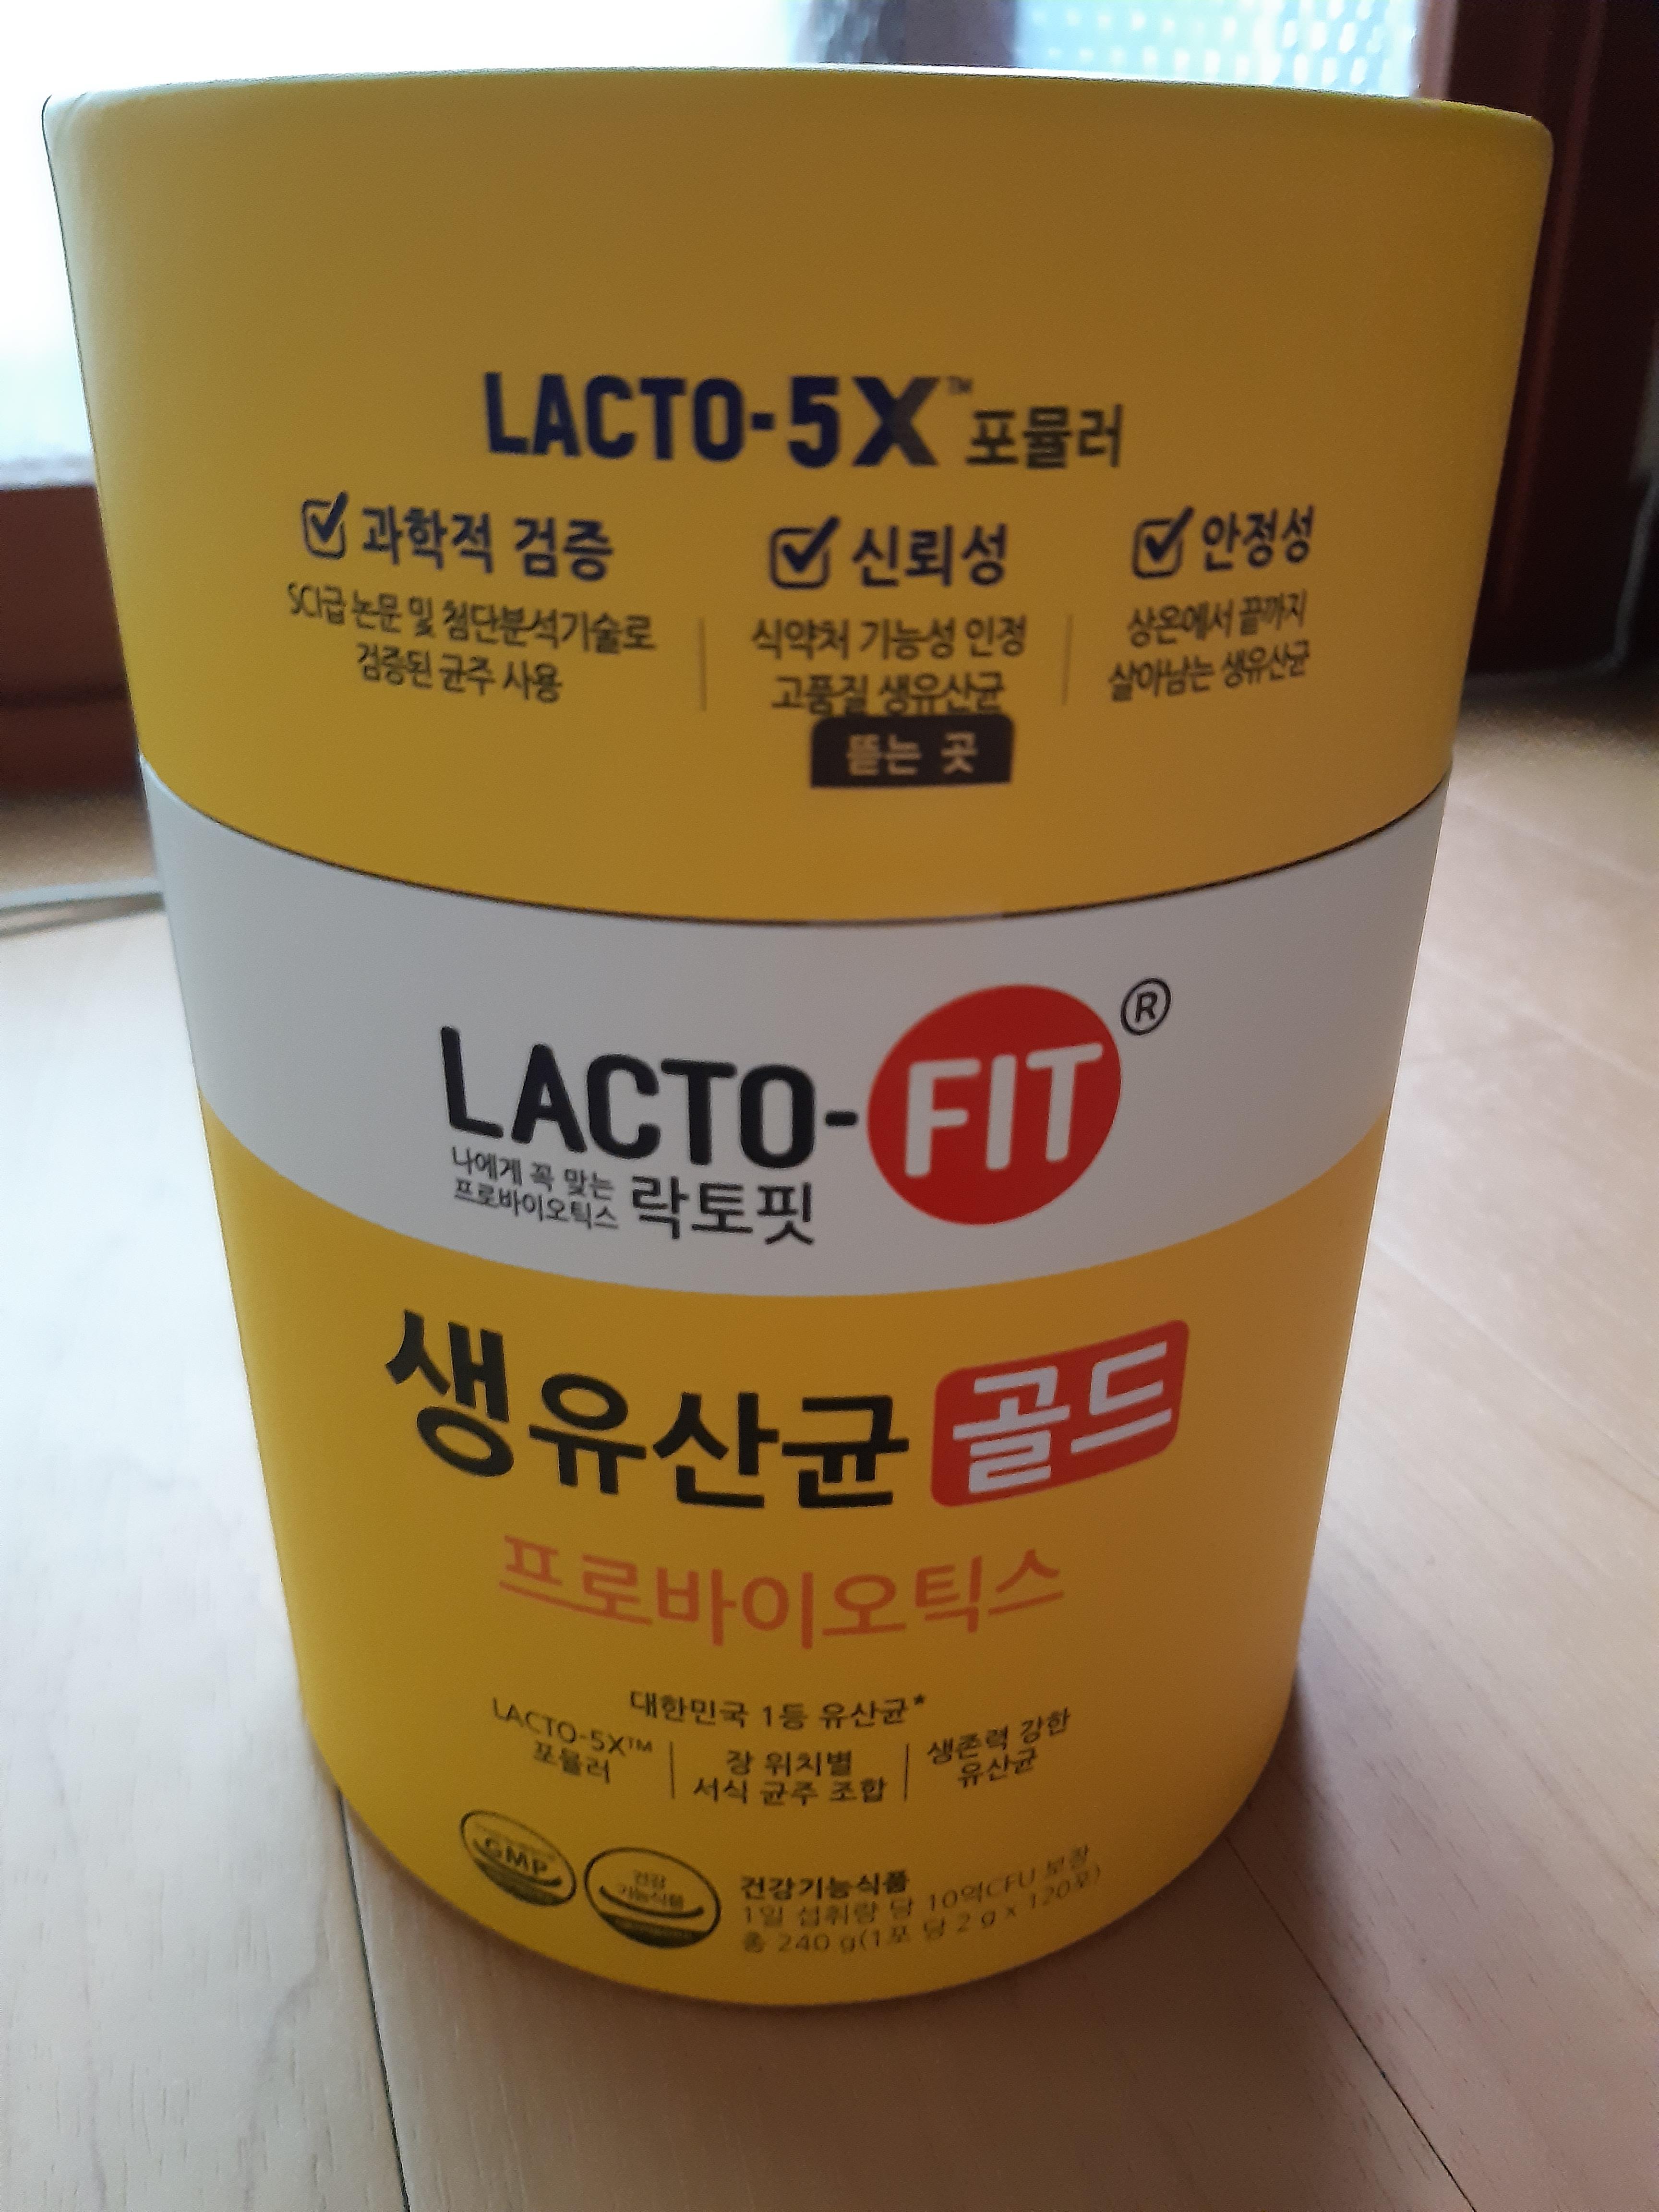 LACTO-5X™ 포뮬러
과학적 검증
SCI급 논문 및 첨단분석기술로
검증된 균주 사용
신뢰성
식약처 기능성 인정
고품질 생유산균
안정성
상온에서 끝까지
살아남는 생유산균
뜯는 곳
LACTO-FIT®
나에게 꼭 맞는
프로바이오틱스
락토핏
생유산균 골드
프로바이오틱스
대한민국 1등 유산균*
LACTO-5X™
포뮬러
장 위치별
서식 균주 조합
생존력 강한
유산균
GMP
건강
기능식품
건강기능식품
1일 섭취량 당 10억CFU 보장
총 240 g(1포 당 2 g x 120포)